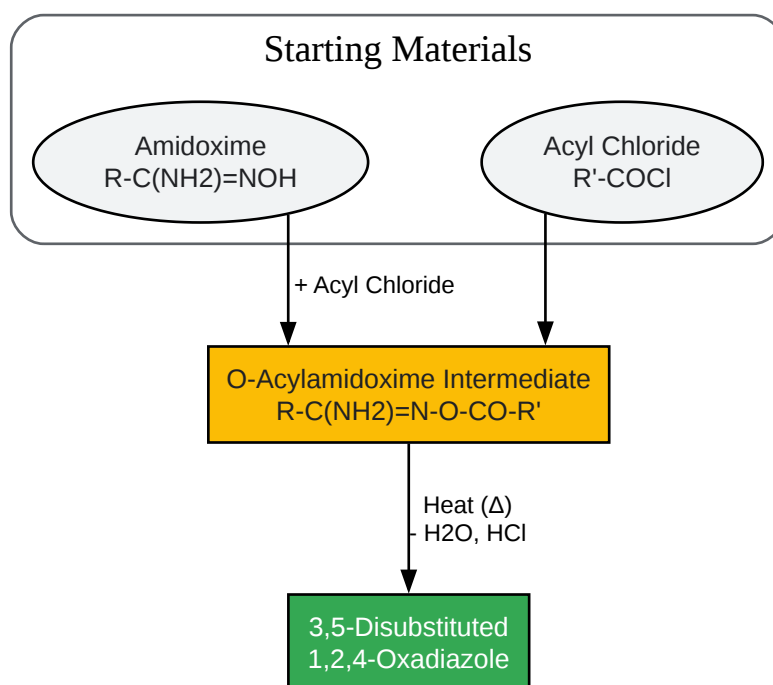 Starting Materials
Amidoxime
R-C(NH2)=NOH
Acyl Chloride
R'-COCl
+ Acyl Chloride
O-Acylamidoxime Intermediate
R-C(NH2)=N-O-CO-R'
Heat (Δ)
- H2O, HCl
3,5-Disubstituted
1,2,4-Oxadiazole